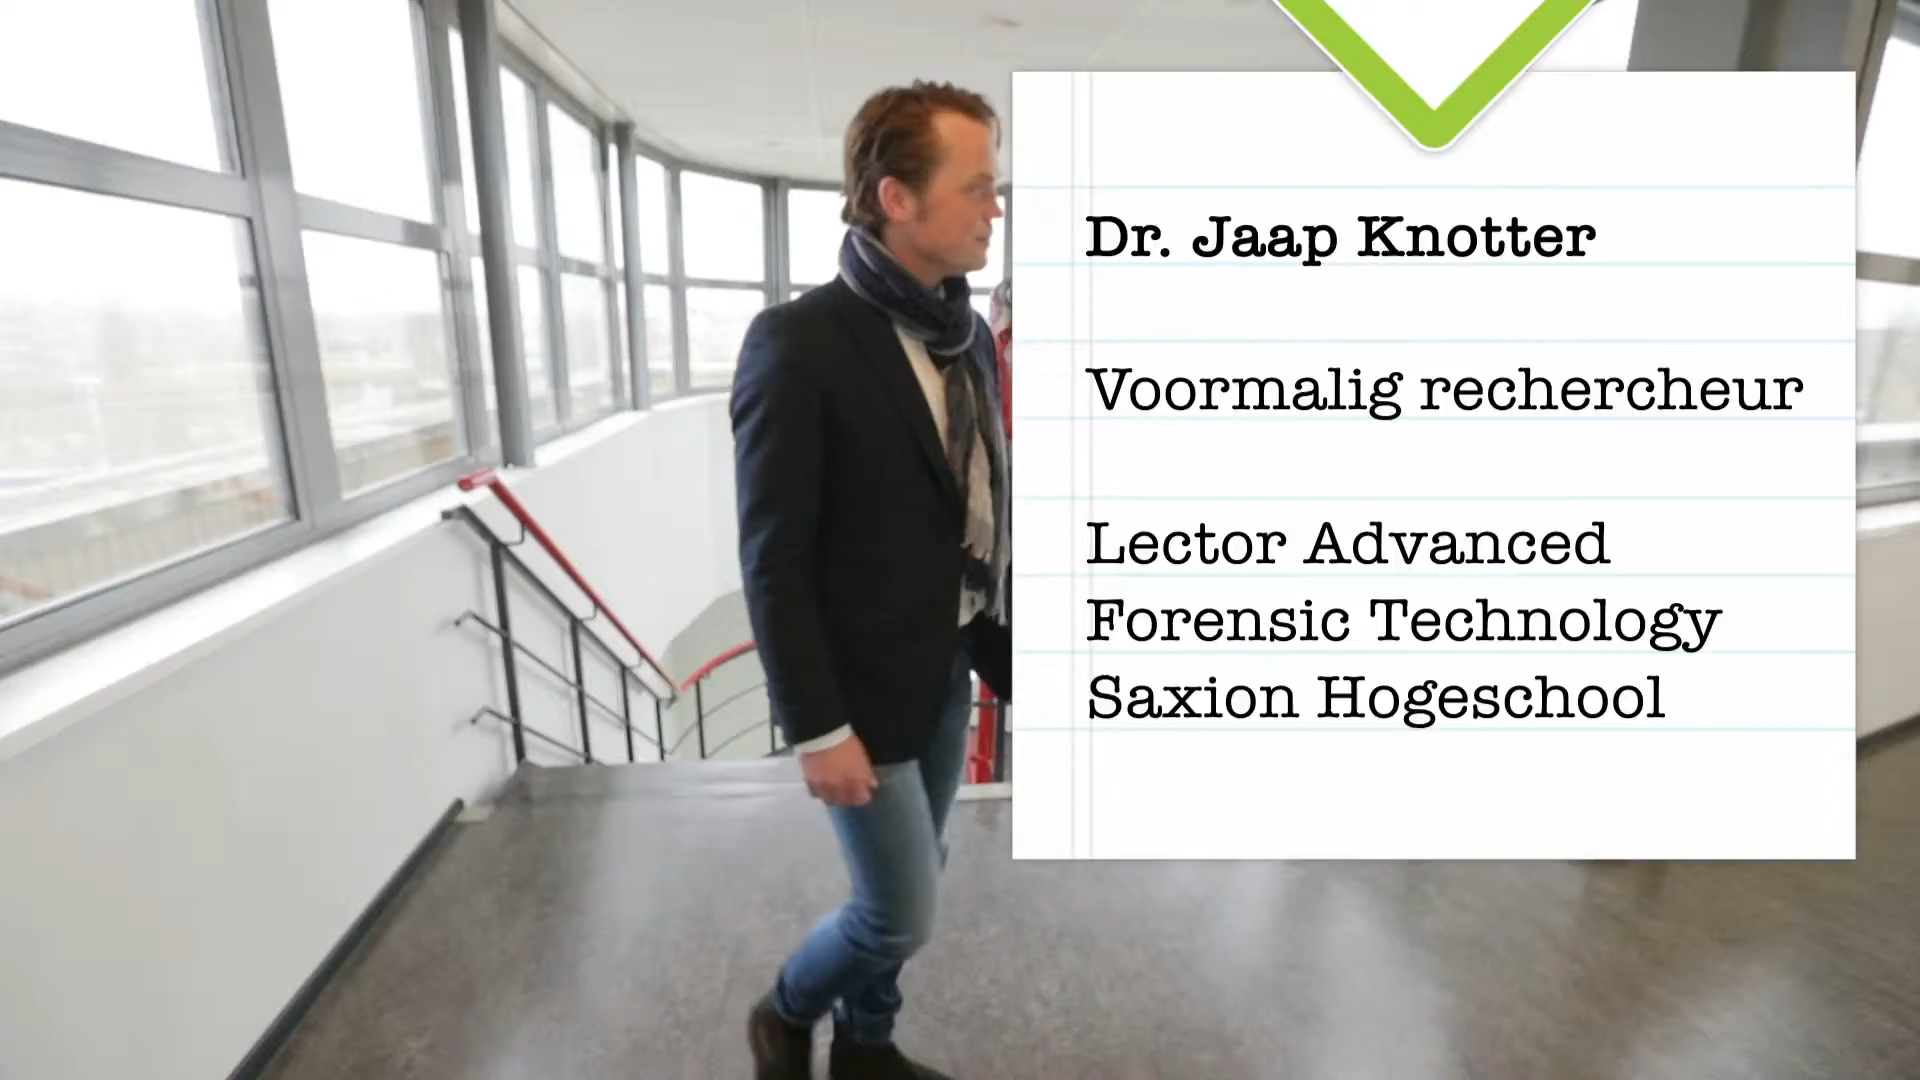 Dr. Jaap Knotter
Voormalig rechercheur
Lector Advanced
Forensic Technology
Saxion Hogeschool